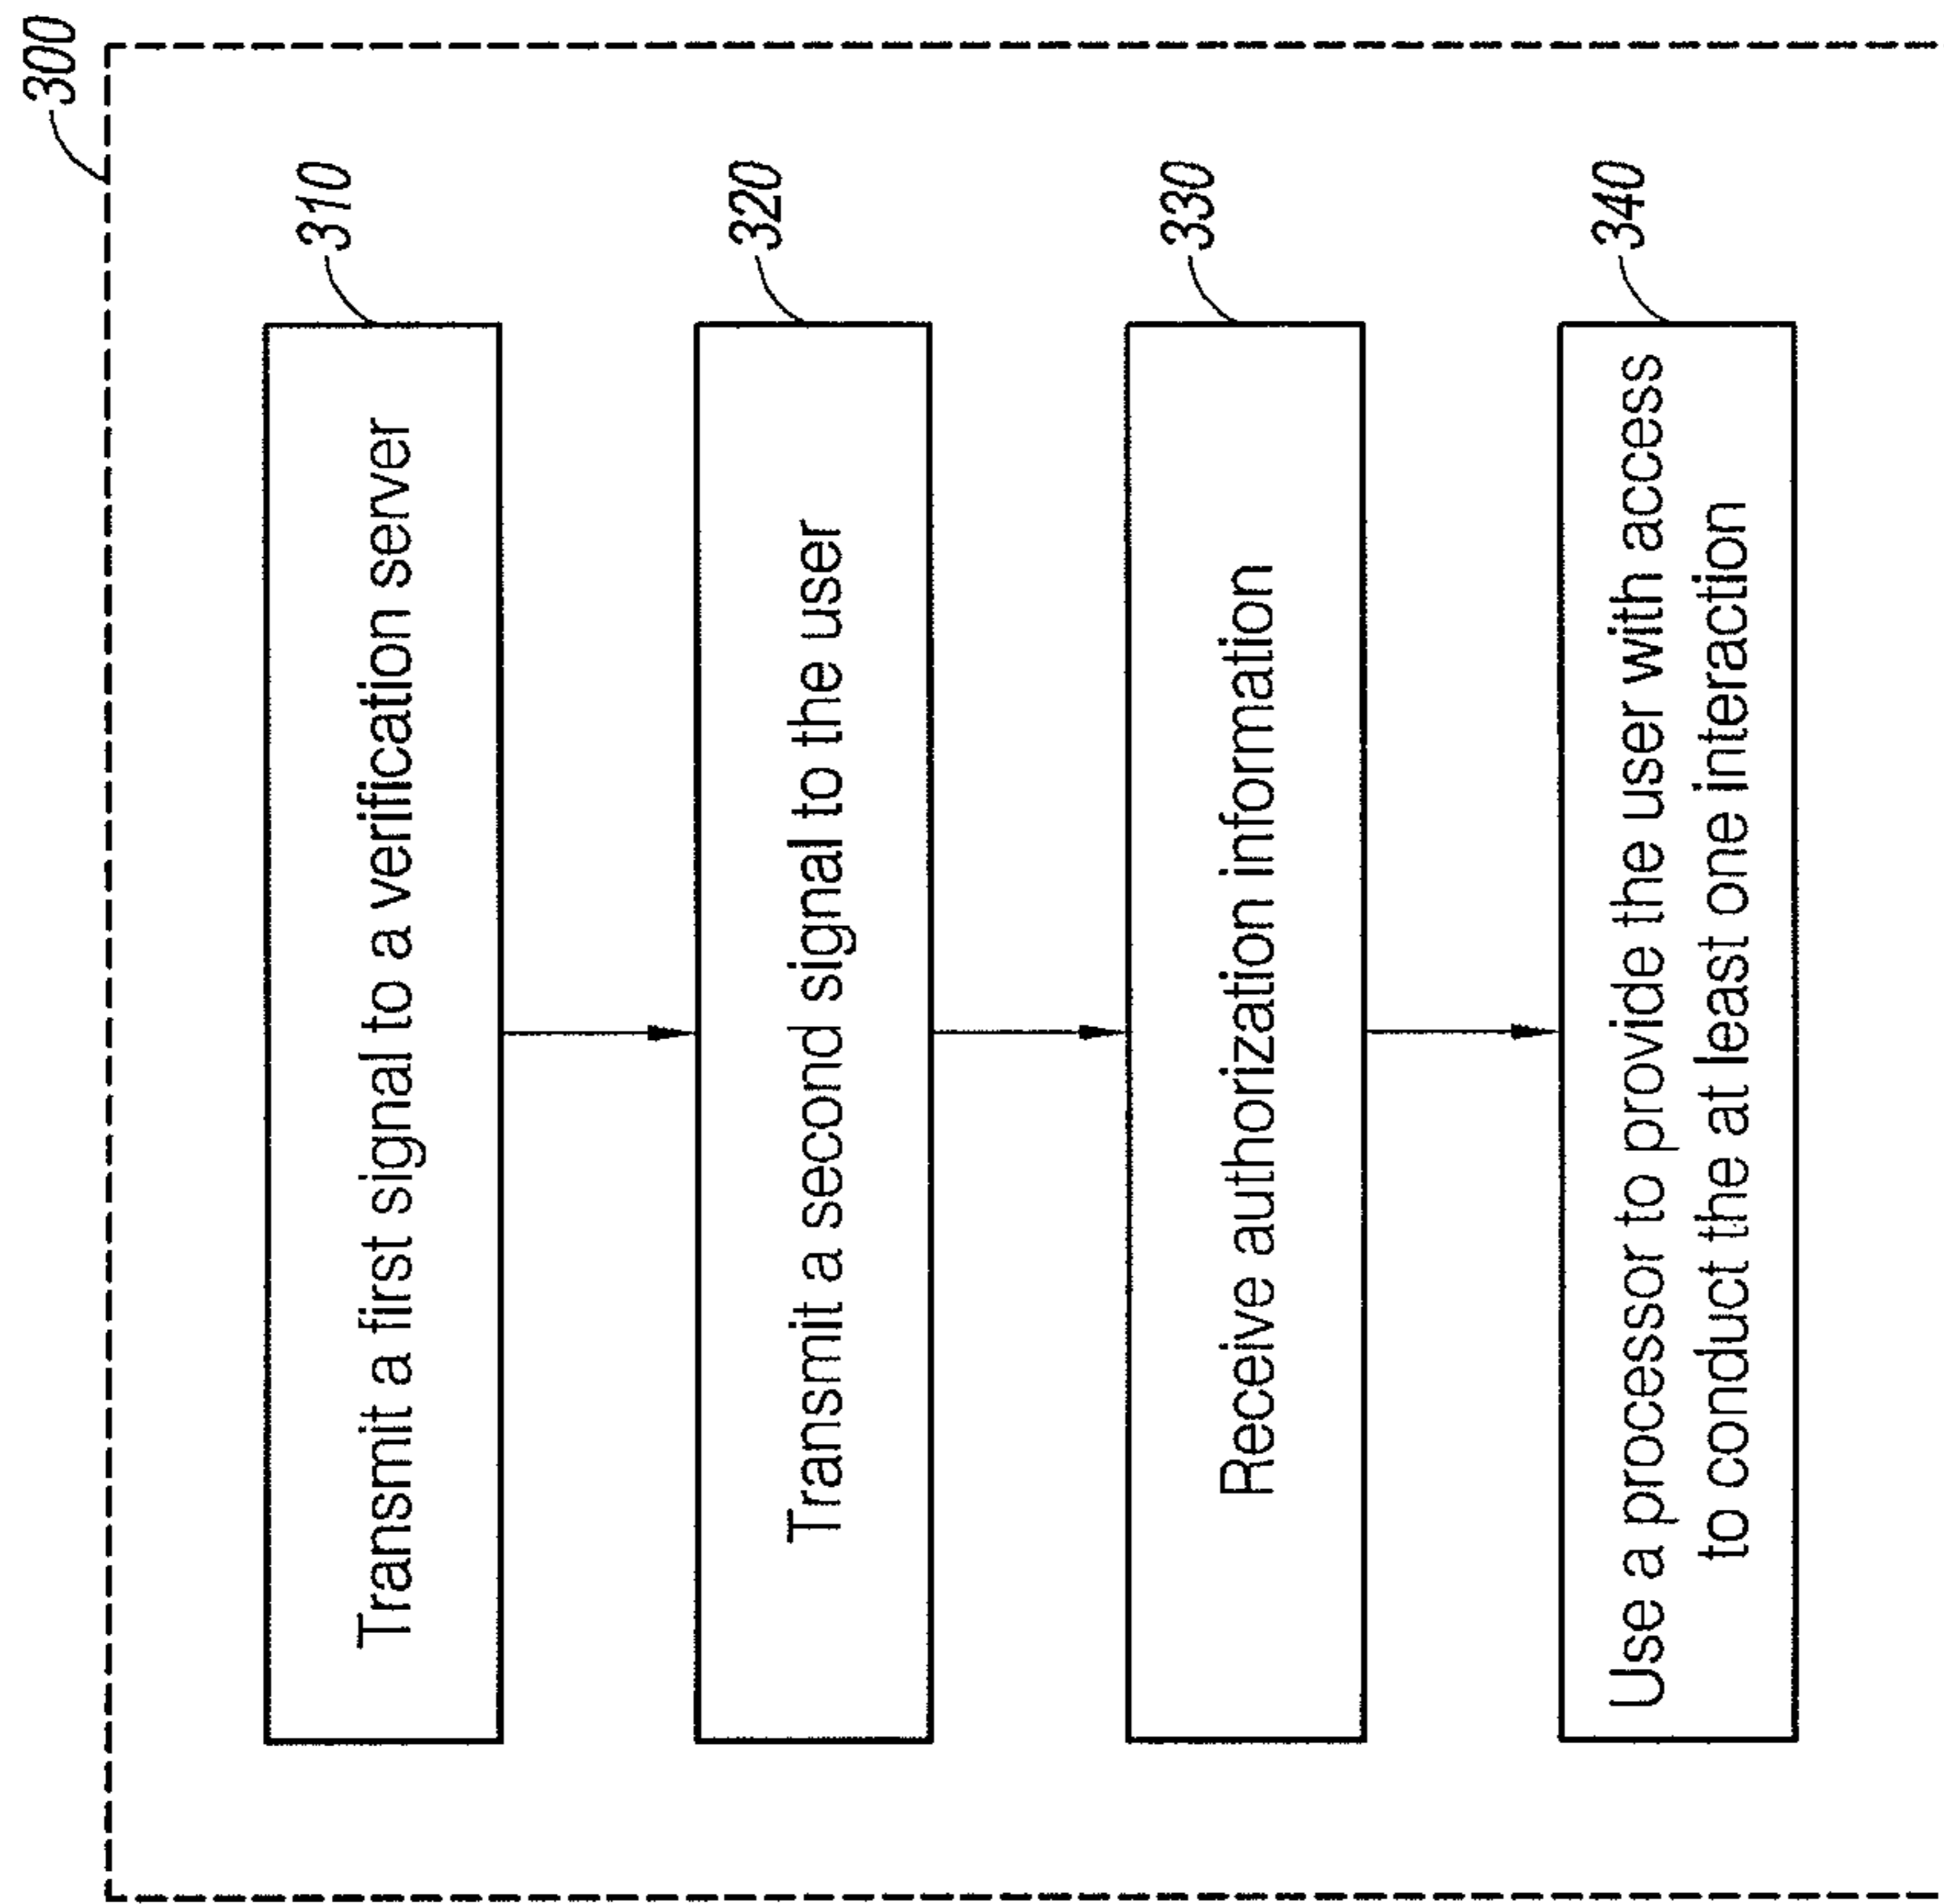 300
310
Transmit a first signal to a verification server
320
Transmit a second signal to the user
330
Receive authorization information
340
Use a processor to provide the user with access
to conduct the at least one interaction